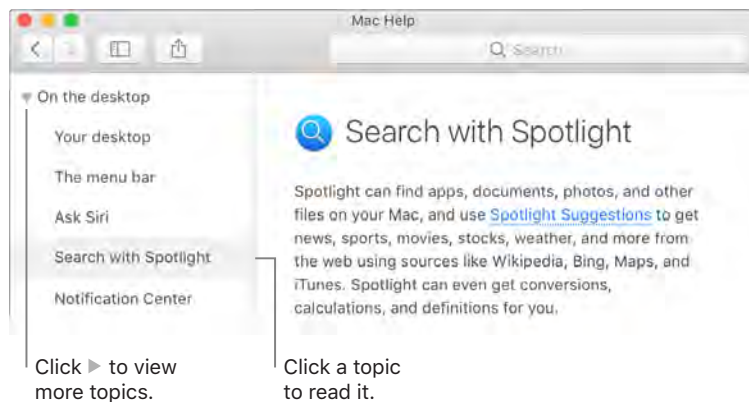 Mac Help
Search
On the desktop
Your desktop
The menu bar
Ask Siri
Search with Spotlight
Notification Center
Search with Spotlight
Spotlight can find apps, documents, photos, and other
files on your Mac, and use Spotlight Suggestions to get
news, sports, movies, stocks, weather, and more from
the web using sources like Wikipedia, Bing, Maps, and
iTunes. Spotlight can even get conversions,
calculations, and definitions for you.
Click ▶ to view
more topics.
Click a topic
to read it.